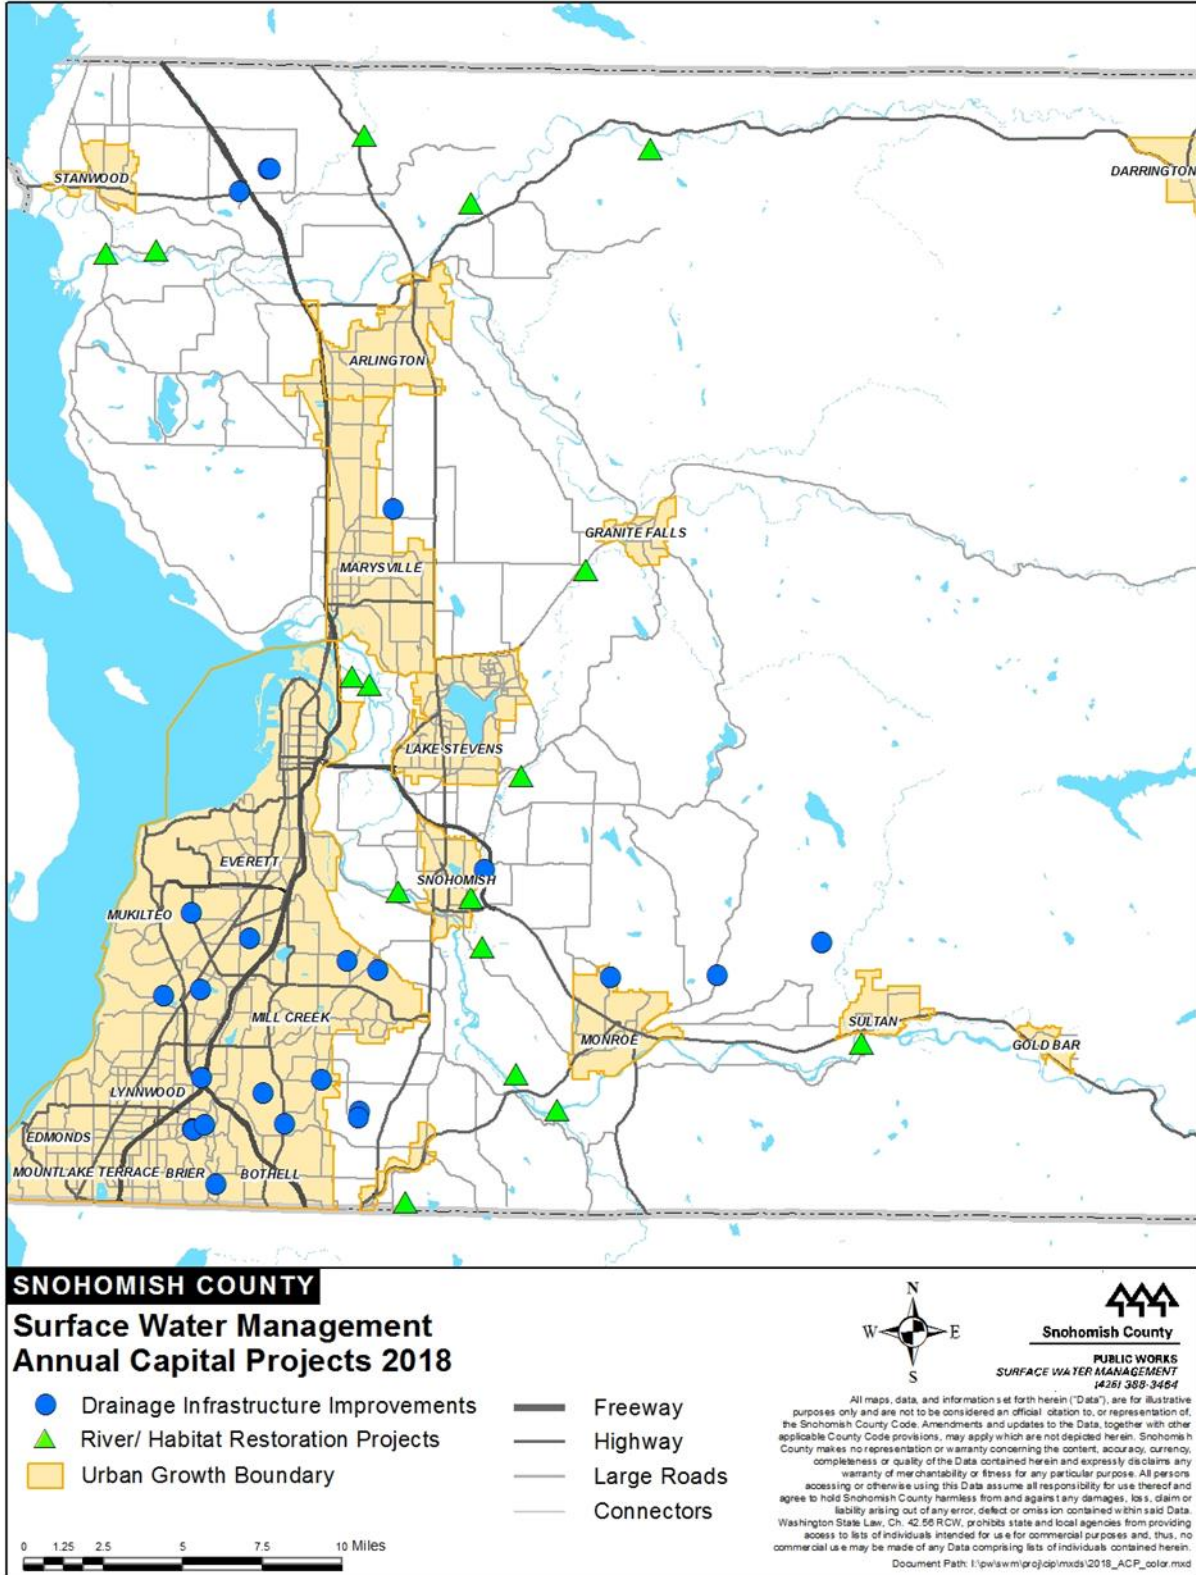 STANWOOD
DARRINGTON
ARLINGTON
GRANITE FALLS
MARYSVILLE
LAKE STEVENS
EVERETT
SNOHOMISH
MUKILTEO
MILL CREEK
SULTAN
MONROE
GOLD BAR
LYNNWOOD
EDMONDS
MOUNTLAKE TERRACE BRIER BOTHELL
SNOHOMISH COUNTY
Surface Water Management
Annual Capital Projects 2018
Drainage Infrastructure Improvements
River/ Habitat Restoration Projects
Urban Growth Boundary
0 1.25 2.5 5 7.5 10 Miles
Freeway
Highway
Large Roads
Connectors
N
W E
S
Snohomish County
PUBLIC WORKS
SURFACE WATER MANAGEMENT
(425) 388-3464
All maps, data, and information set forth herein ("Data"), are for illustrative
purposes only and are not to be considered an official citation to, or representation of,
the Snohomish County Code. Amendments and updates to the Data, together with other
applicable County Code provisions, may apply which are not depicted herein. Snohomish
County makes no representation or warranty concerning the content, accuracy, currency,
completeness or quality of the Data contained herein and expressly disclaims any
warranty of merchantability or fitness for any particular purpose. All persons
accessing or otherwise using this Data assume all responsibility for use thereof and
agree to hold Snohomish County harmless from and against any damages, loss, claim or
liability arising out of any error, defect or omission contained within said Data.
Washington State Law, Ch. 42.56 RCW, prohibits state and local agencies from providing
access to lists of individuals intended for use for commercial purposes and, thus, no
commercial use may be made of any Data comprising lists of individuals contained herein.
Document Path: I:\pw\swm\proj\cip\mxds\2018_ACP_color.mxd